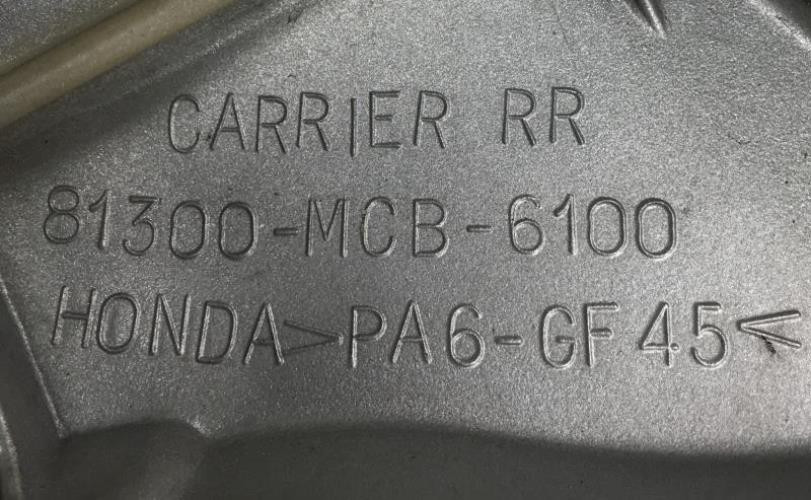 CARRIER RR
81300-MCB-6100
HONDA>PA6-GF45<